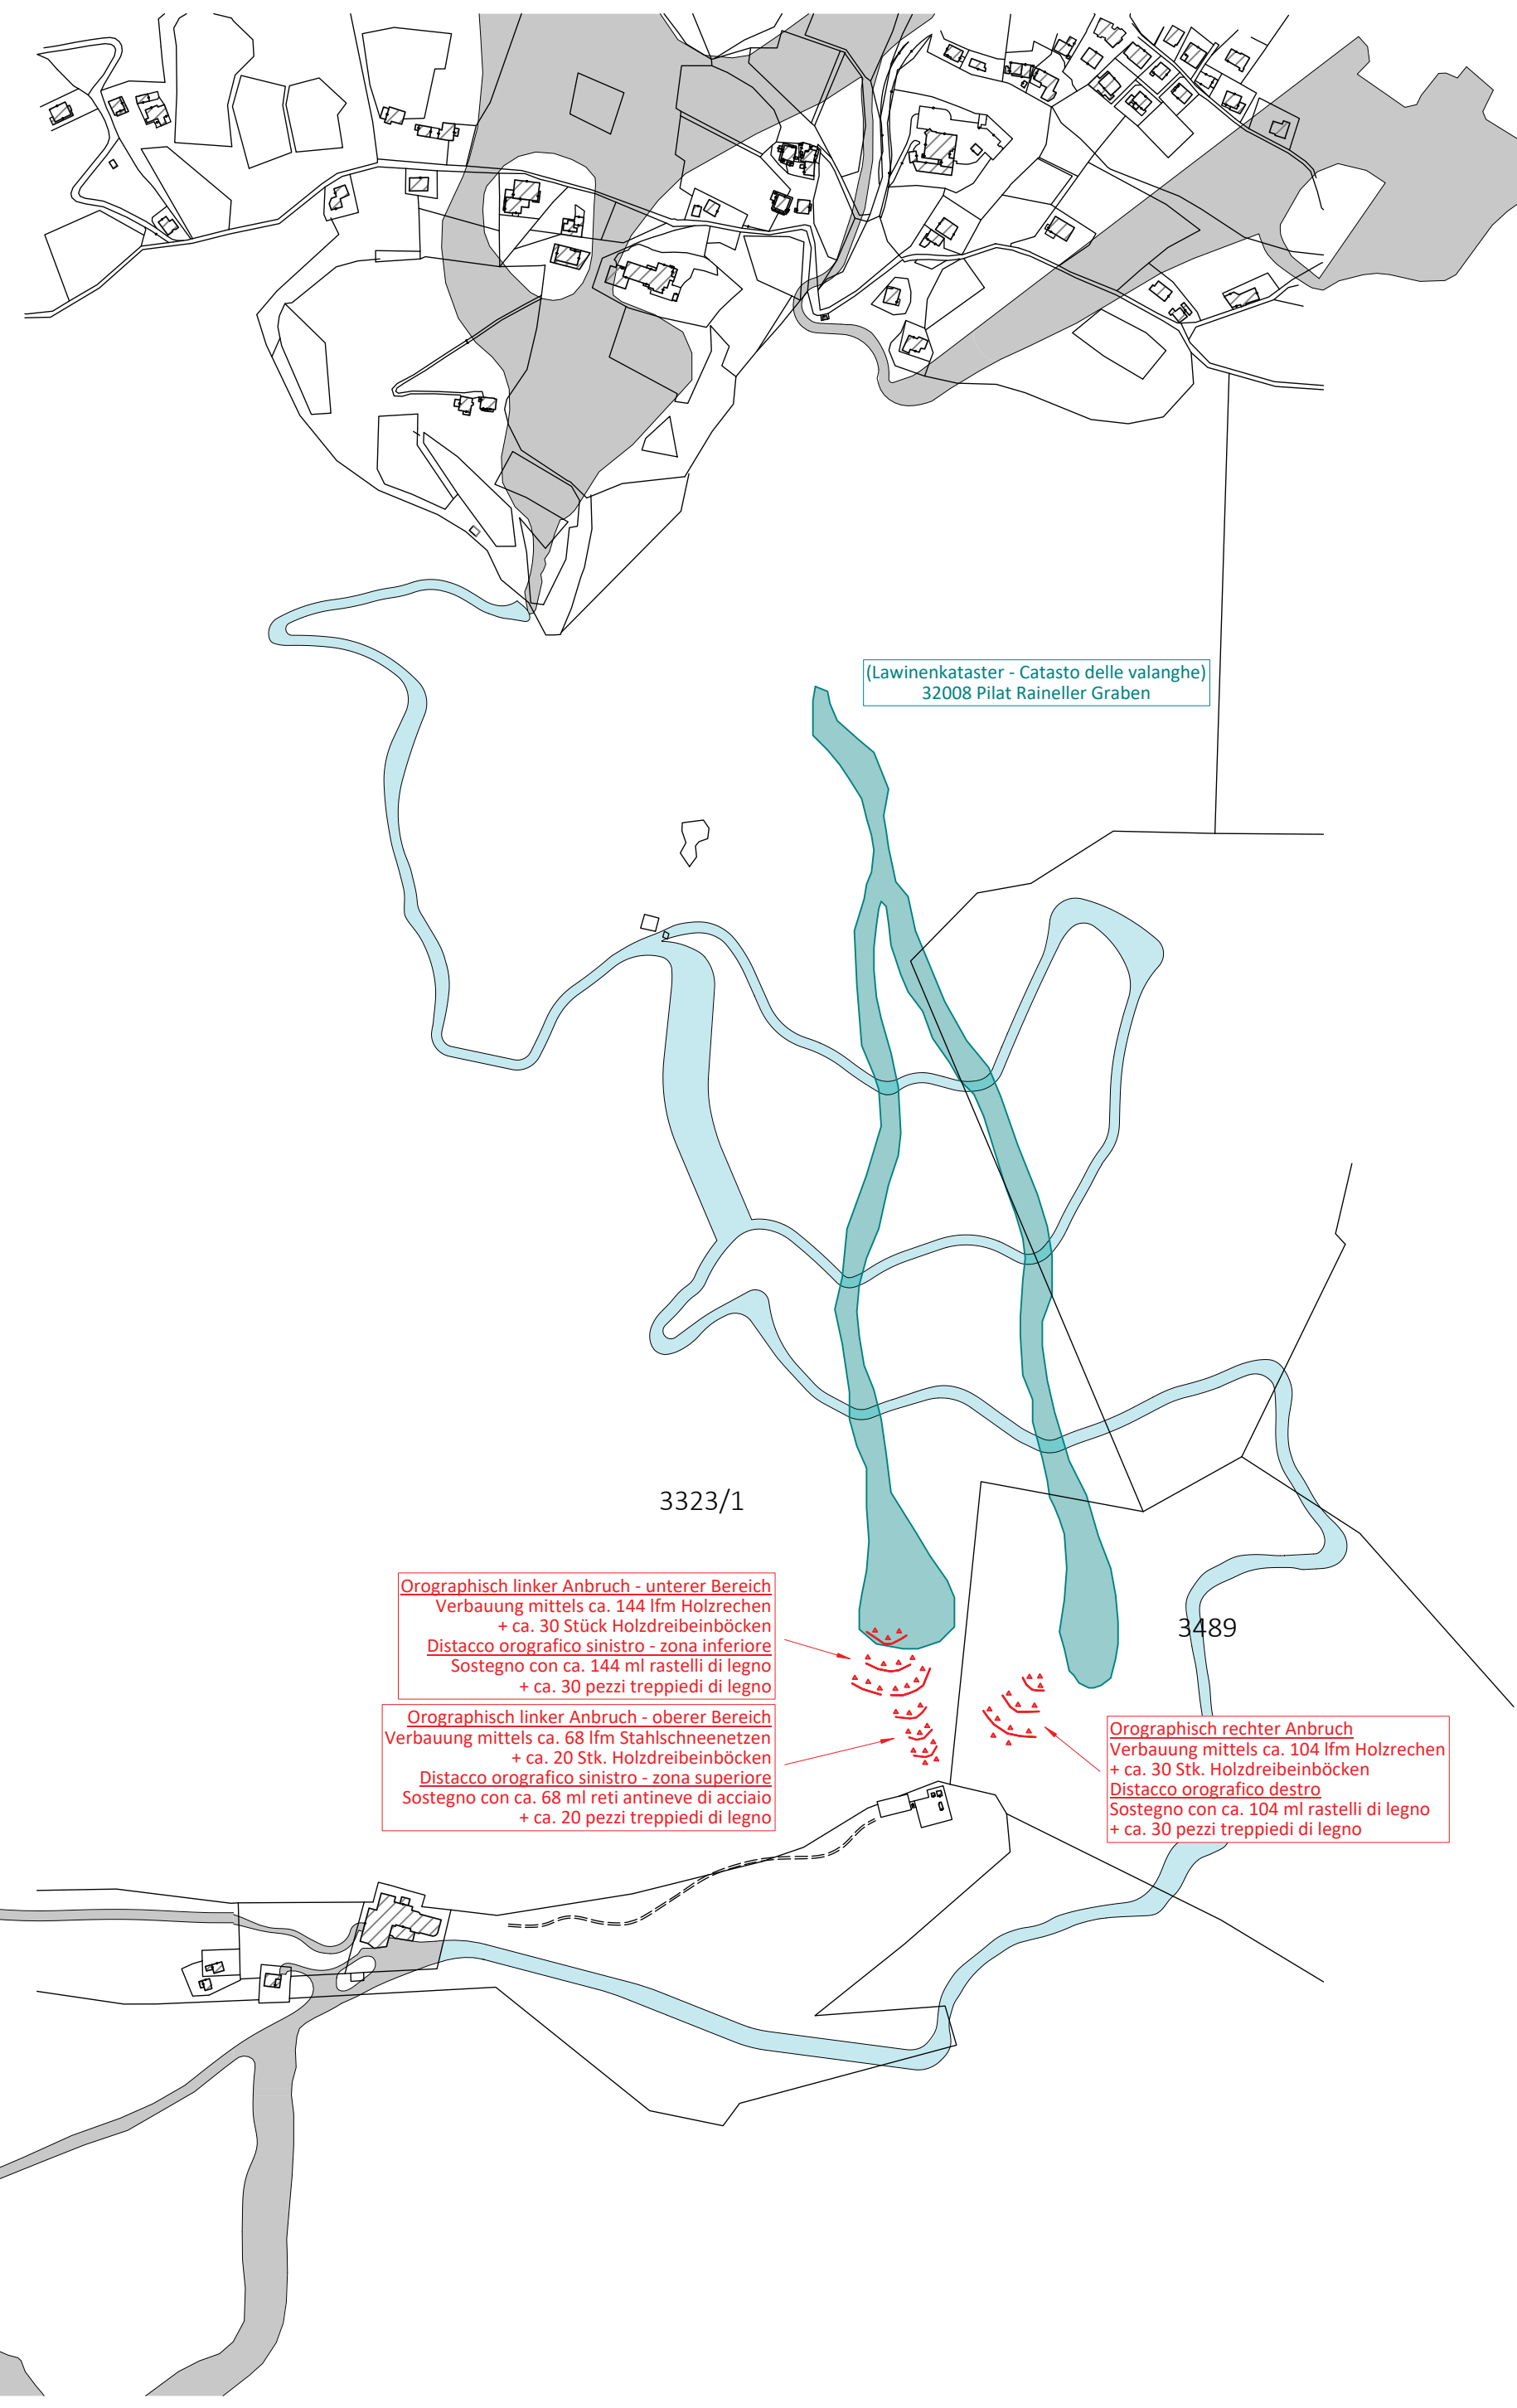 (Lawinenkataster - Catasto delle valanghe)
32008 Pilat Raineller Graben
3323/1
Orographisch linker Anbruch - unterer Bereich
Verbauung mittels ca. 144 lfm Holzrechen
+ ca. 30 Stück Holzdreibeinböcken
Distacco orografico sinistro - zona inferiore
Sostegno con ca. 144 ml rastelli di legno
+ ca. 30 pezzi treppiedi di legno
3489
Orographisch linker Anbruch - oberer Bereich
Verbauung mittels ca. 68 lfm Stahlschneenetzen
+ ca. 20 Stk. Holzdreibeinböcken
Distacco orografico sinistro - zona superiore
Sostegno con ca. 68 ml reti antineve di acciaio
+ ca. 20 pezzi treppiedi di legno
Orographisch rechter Anbruch
Verbauung mittels ca. 104 lfm Holzrechen
+ ca. 30 Stk. Holzdreibeinböcken
Distacco orografico destro
Sostegno con ca. 104 ml rastelli di legno
+ ca. 30 pezzi treppiedi di legno